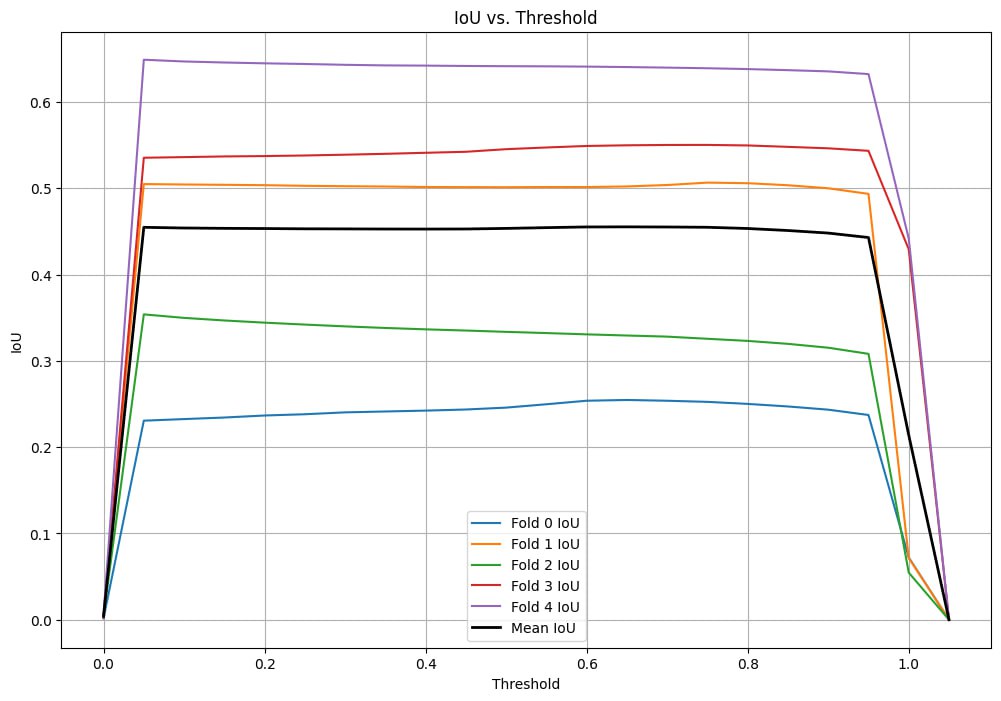 IoU vs. Threshold
IoU
0.6
0.5
0.4
0.3
0.2
0.1
0.0
Fold 0 IoU
Fold 1 IoU
Fold 2 IoU
Fold 3 IoU
Fold 4 IoU
Mean IoU
0.0 0.2 0.4 0.6 0.8 1.0
Threshold